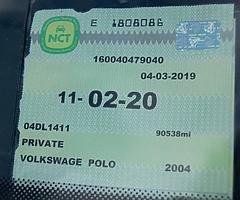 E 1808086
NCT
160040479040
04-03-2019
11-02-20
04DL1411
90538mi
PRIVATE
VOLKSWAGE POLO
2004